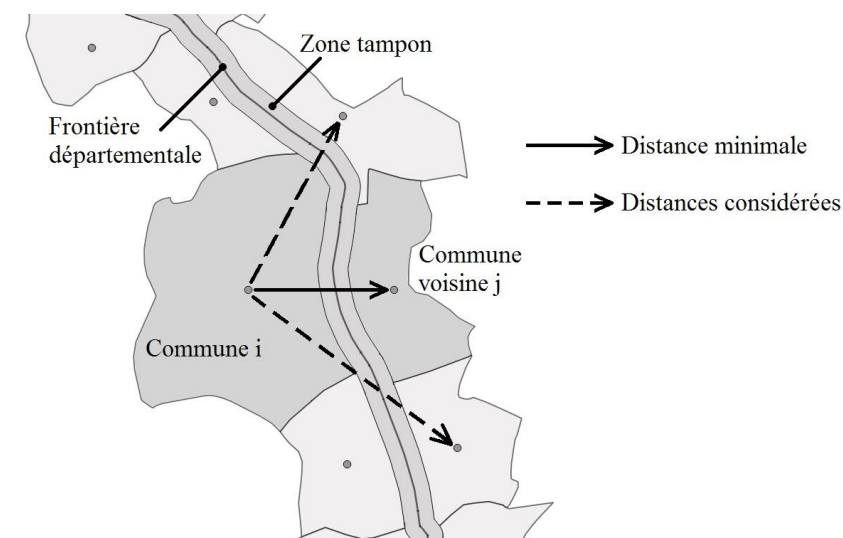 Zone tampon
Frontière
départementale
Distance minimale
Distances considérées
Commune
voisine j
Commune i